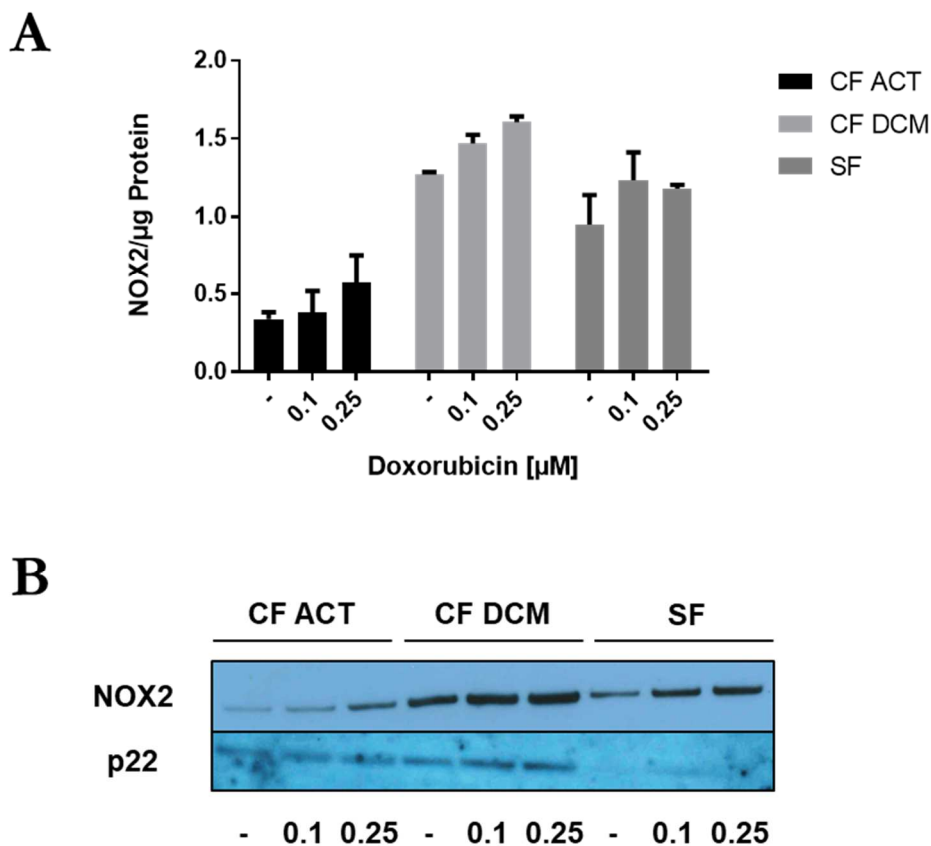 A
2.0
1.5
1.0
0.5
0.0
NOX2/µg Protein
- 0.1 0.25 - 0.1 0.25 - 0.1 0.25
Doxorubicin [µM]
CF ACT
CF DCM
SF
B
CF ACT CF DCM SF
NOX2
p22
- 0.1 0.25 - 0.1 0.25 - 0.1 0.25